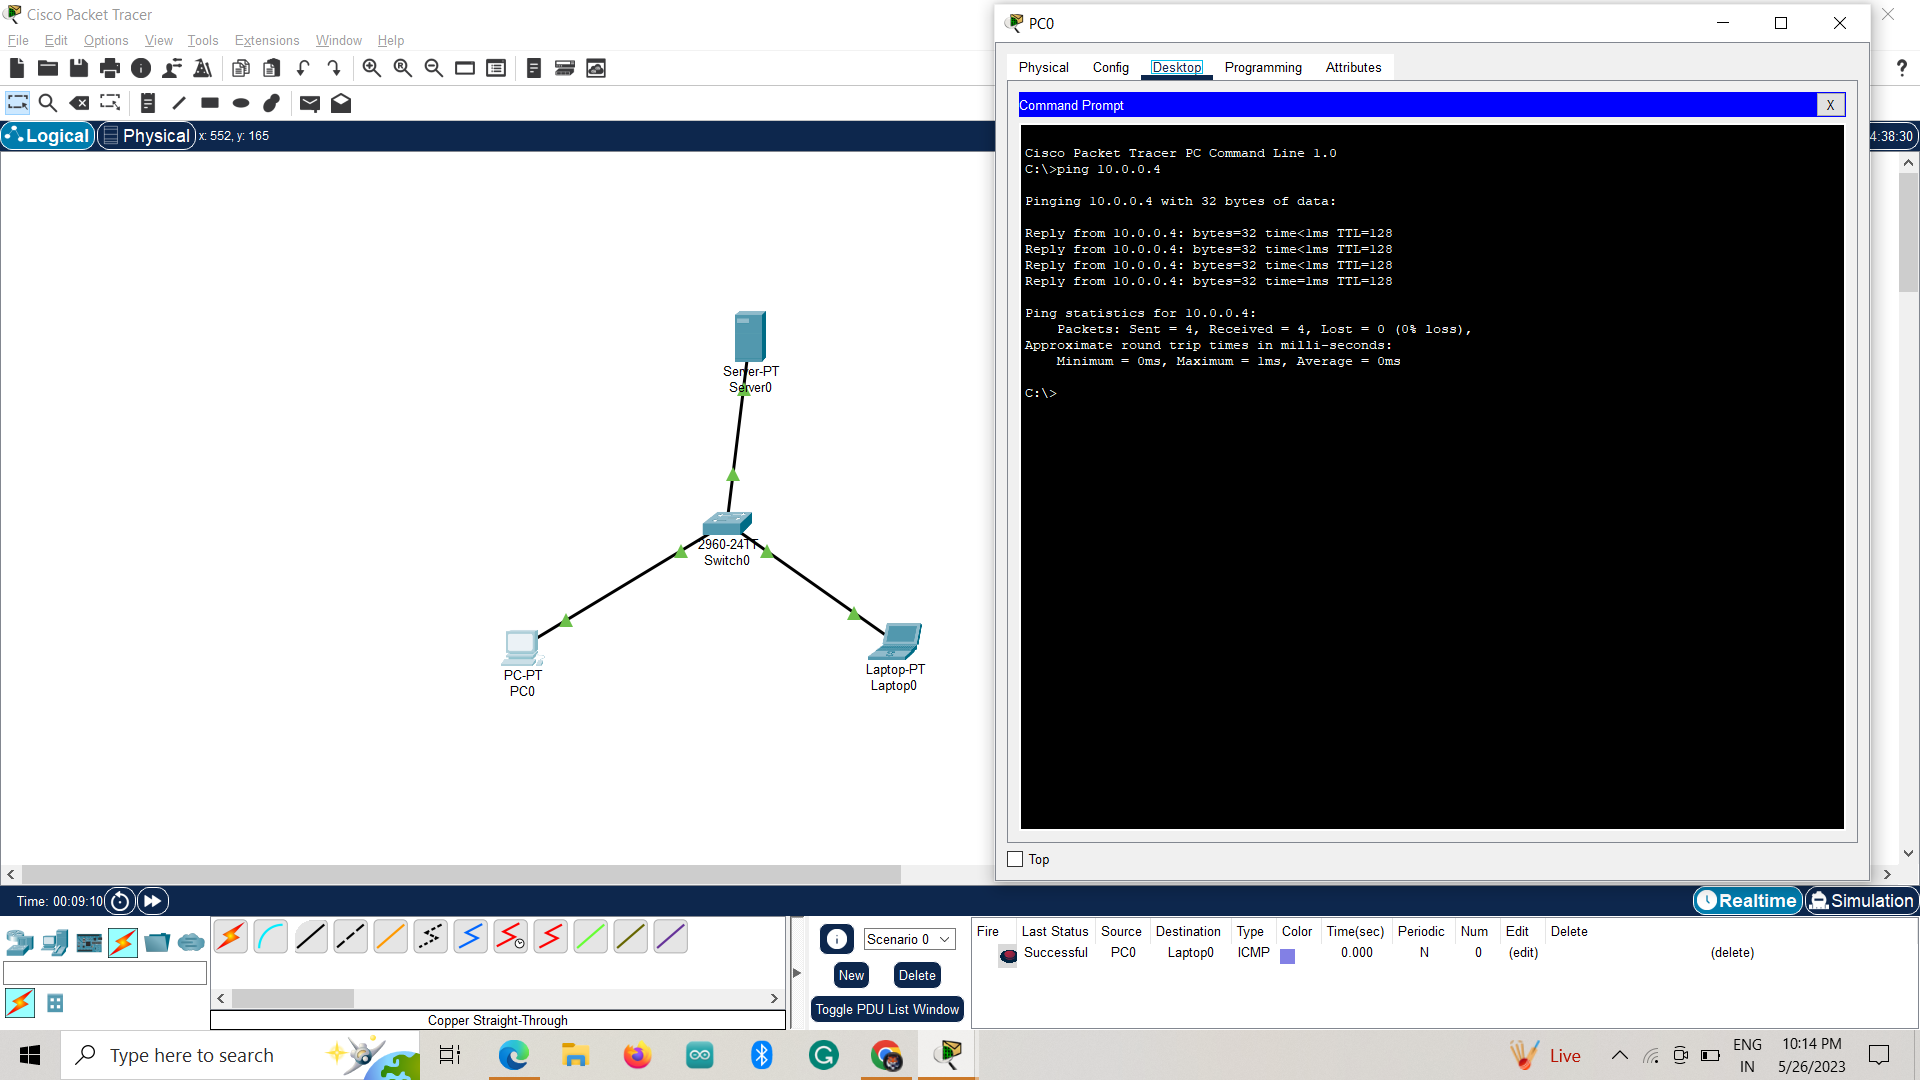 Cisco Packet Tracer
File Edit Options View Tools Extensions Window Help
Logical Physical x: 552, y: 165
4:38:30
Server-PT
Server0
2960-24TT
Switch0
PC-PT
PC0
Laptop-PT
Laptop0
PC0
Physical Config Desktop Programming Attributes
Command Prompt X
Cisco Packet Tracer PC Command Line 1.0
C:\>ping 10.0.0.4
Pinging 10.0.0.4 with 32 bytes of data:
Reply from 10.0.0.4: bytes=32 time<1ms TTL=128
Reply from 10.0.0.4: bytes=32 time<1ms TTL=128
Reply from 10.0.0.4: bytes=32 time<1ms TTL=128
Reply from 10.0.0.4: bytes=32 time=1ms TTL=128
Ping statistics for 10.0.0.4:
Packets: Sent = 4, Received = 4, Lost = 0 (0% loss),
Approximate round trip times in milli-seconds:
Minimum = 0ms, Maximum = 1ms, Average = 0ms
C:\>
Top
Time: 00:09:10
Realtime Simulation
Copper Straight-Through
Scenario 0
New Delete
Toggle PDU List Window
Fire Last Status Source Destination Type Color Time(sec) Periodic Num Edit Delete
Successful PC0 Laptop0 ICMP 0.000 N 0 (edit) (delete)
Type here to search
Live
ENG
IN
10:14 PM
5/26/2023